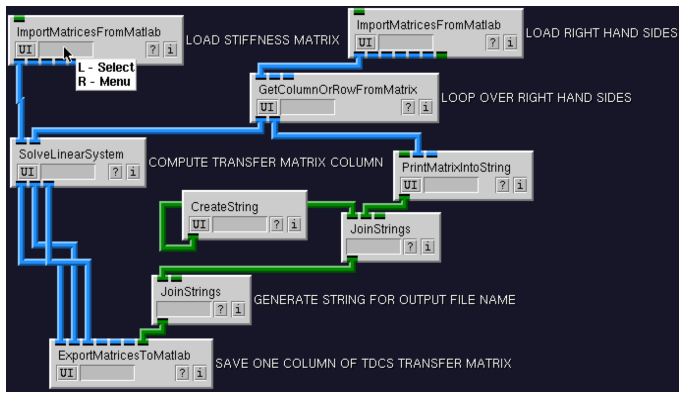 ImportMatricesFromMatlab
UI ? i
LOAD STIFFNESS MATRIX
L - Select
R - Menu
ImportMatricesFromMatlab
UI ? i
LOAD RIGHT HAND SIDES
GetColumnOrRowFromMatrix
UI ? i
LOOP OVER RIGHT HAND SIDES
SolveLinearSystem
UI ? i
COMPUTE TRANSFER MATRIX COLUMN
PrintMatrixIntoString
UI ? i
CreateString
UI ? i
JoinStrings
? i
JoinStrings
? i
GENERATE STRING FOR OUTPUT FILE NAME
ExportMatricesToMatlab
UI ? i
SAVE ONE COLUMN OF TDCS TRANSFER MATRIX